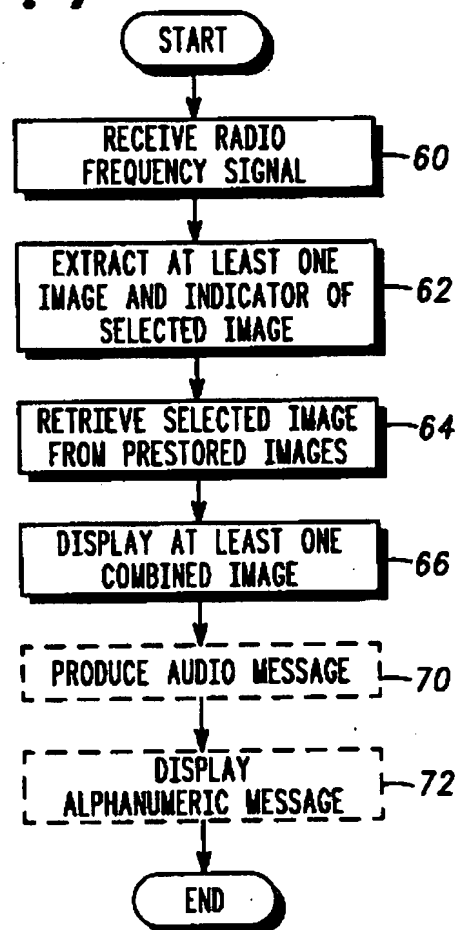 START
RECEIVE RADIO
FREQUENCY SIGNAL
60
EXTRACT AT LEAST ONE
IMAGE AND INDICATOR OF
SELECTED IMAGE
62
RETRIEVE SELECTED IMAGE
FROM PRESTORED IMAGES
64
DISPLAY AT LEAST ONE
COMBINED IMAGE
66
PRODUCE AUDIO MESSAGE
70
DISPLAY
ALPHANUMERIC MESSAGE
72
END